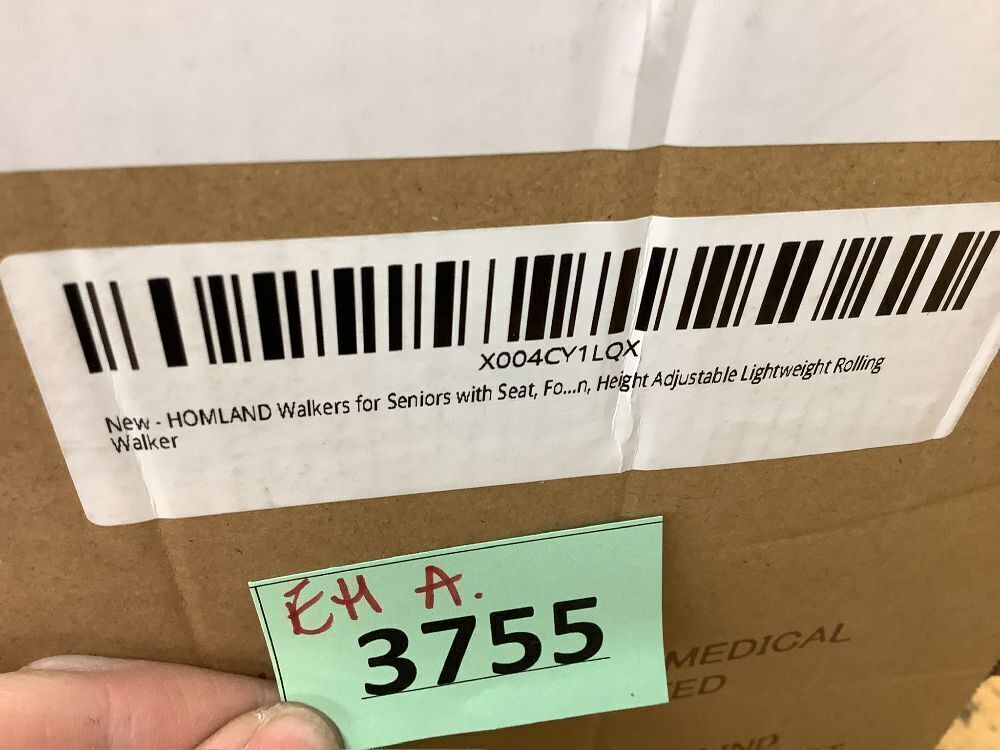 X004CY1LQX
New - HOMLAND Walkers for Seniors with Seat, Fo...n, Height Adjustable Lightweight Rolling
Walker
EH A.
3755
MEDICAL
ED